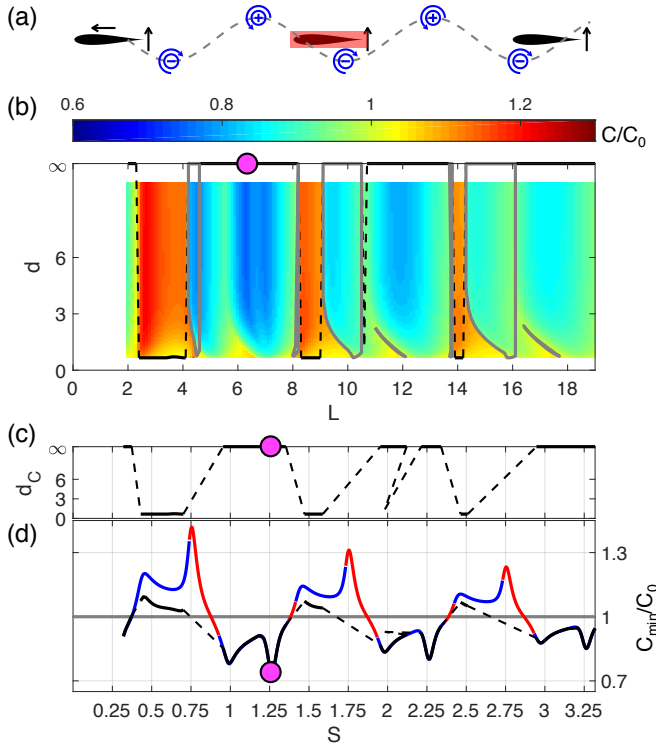 (a)
+ +
− − −
(b)
0.6 0.8 1 1.2
C/C0
∞
6
3
0
d
0 2 4 6 8 10 12 14 16 18
L
(c)
∞
9
3
0
dC
(d)
1.3
1
0.7
Cmin/C0
0.25 0.5 0.75 1 1.25 1.5 1.75 2 2.25 2.5 2.75 3 3.25
S